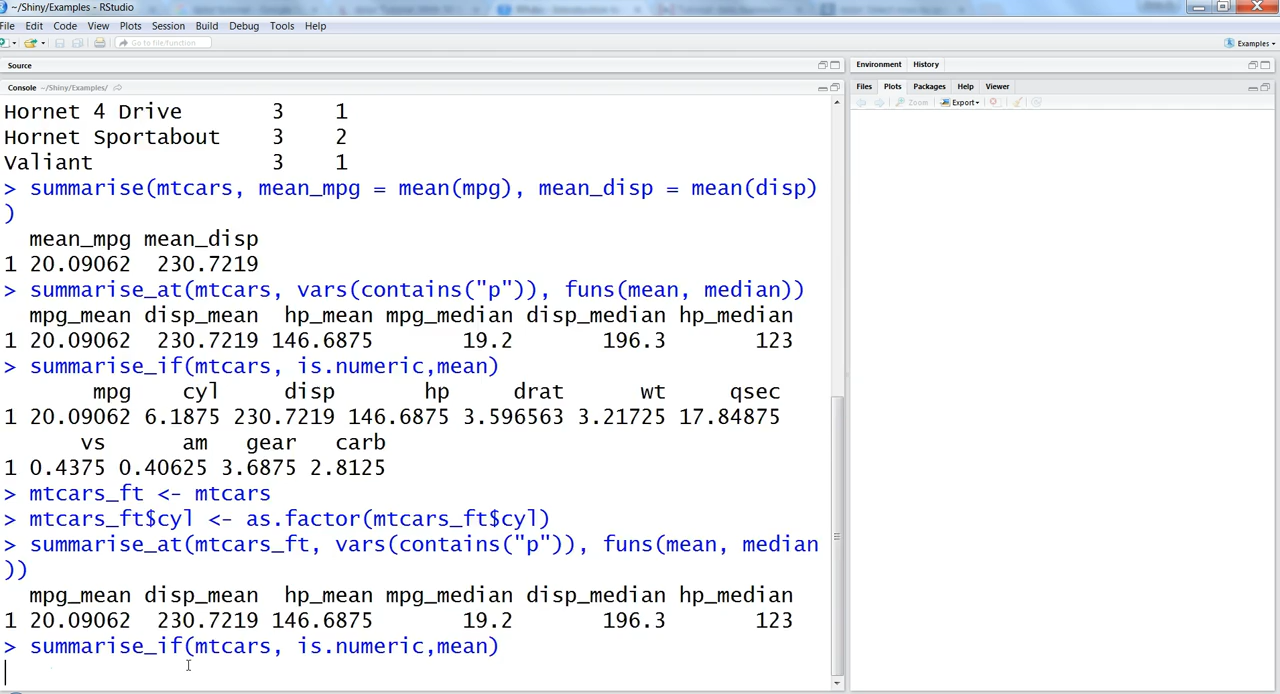 ~/Shiny/Examples - RStudio
File Edit Code View Plots Session Build Debug Tools Help
Go to file/function
Examples
Source
Environment History
Console ~/Shiny/Examples/
Files Plots Packages Help Viewer
Zoom Export
Hornet 4 Drive 3 1
Hornet Sportabout 3 2
Valiant 3 1
> summarise(mtcars, mean_mpg = mean(mpg), mean_disp = mean(disp)
)
mean_mpg mean_disp
1 20.09062 230.7219
> summarise_at(mtcars, vars(contains("p")), funs(mean, median))
mpg_mean disp_mean hp_mean mpg_median disp_median hp_median
1 20.09062 230.7219 146.6875 19.2 196.3 123
> summarise_if(mtcars, is.numeric,mean)
mpg cyl disp hp drat wt qsec
1 20.09062 6.1875 230.7219 146.6875 3.596563 3.21725 17.84875
vs am gear carb
1 0.4375 0.40625 3.6875 2.8125
> mtcars_ft <- mtcars
> mtcars_ft$cyl <- as.factor(mtcars_ft$cyl)
> summarise_at(mtcars_ft, vars(contains("p")), funs(mean, median
))
mpg_mean disp_mean hp_mean mpg_median disp_median hp_median
1 20.09062 230.7219 146.6875 19.2 196.3 123
> summarise_if(mtcars, is.numeric,mean)